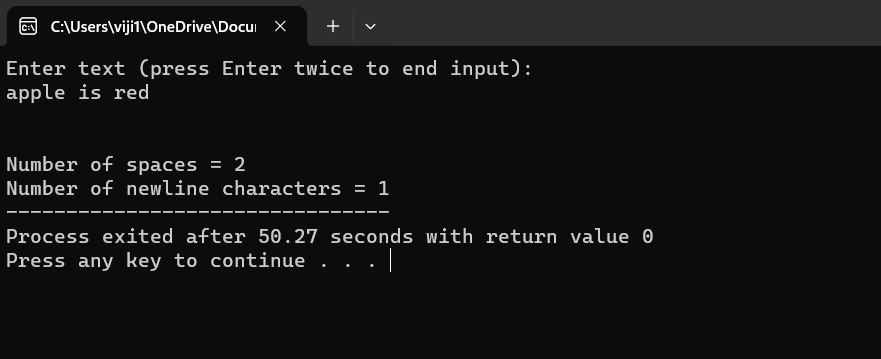 C:\Users\viji1\OneDrive\Docu
Enter text (press Enter twice to end input):
apple is red
Number of spaces = 2
Number of newline characters = 1
--------------------------------
Process exited after 50.27 seconds with return value 0
Press any key to continue . . .